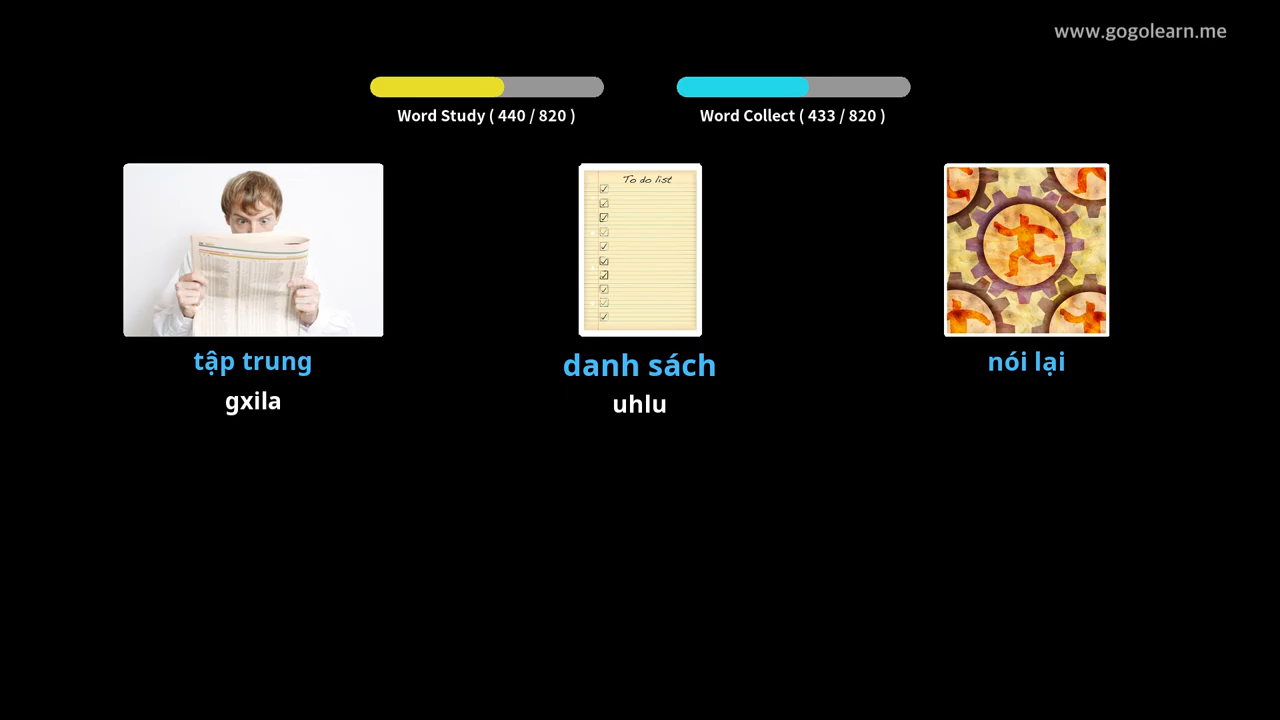 www.gogolearn.me
Word Study ( 440 / 820 )
Word Collect ( 433 / 820 )
To do list
tập trung
gxila
danh sách
uhlu
nói lại